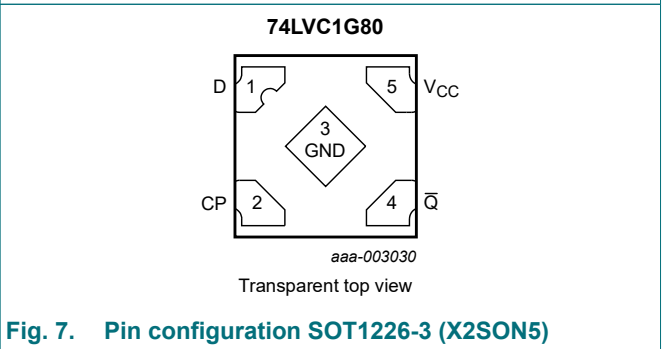 74LVC1G80
D 1 5 VCC
3
GND
CP 2 4 Q̅
aaa-003030
Transparent top view
Fig. 7. Pin configuration SOT1226-3 (X2SON5)